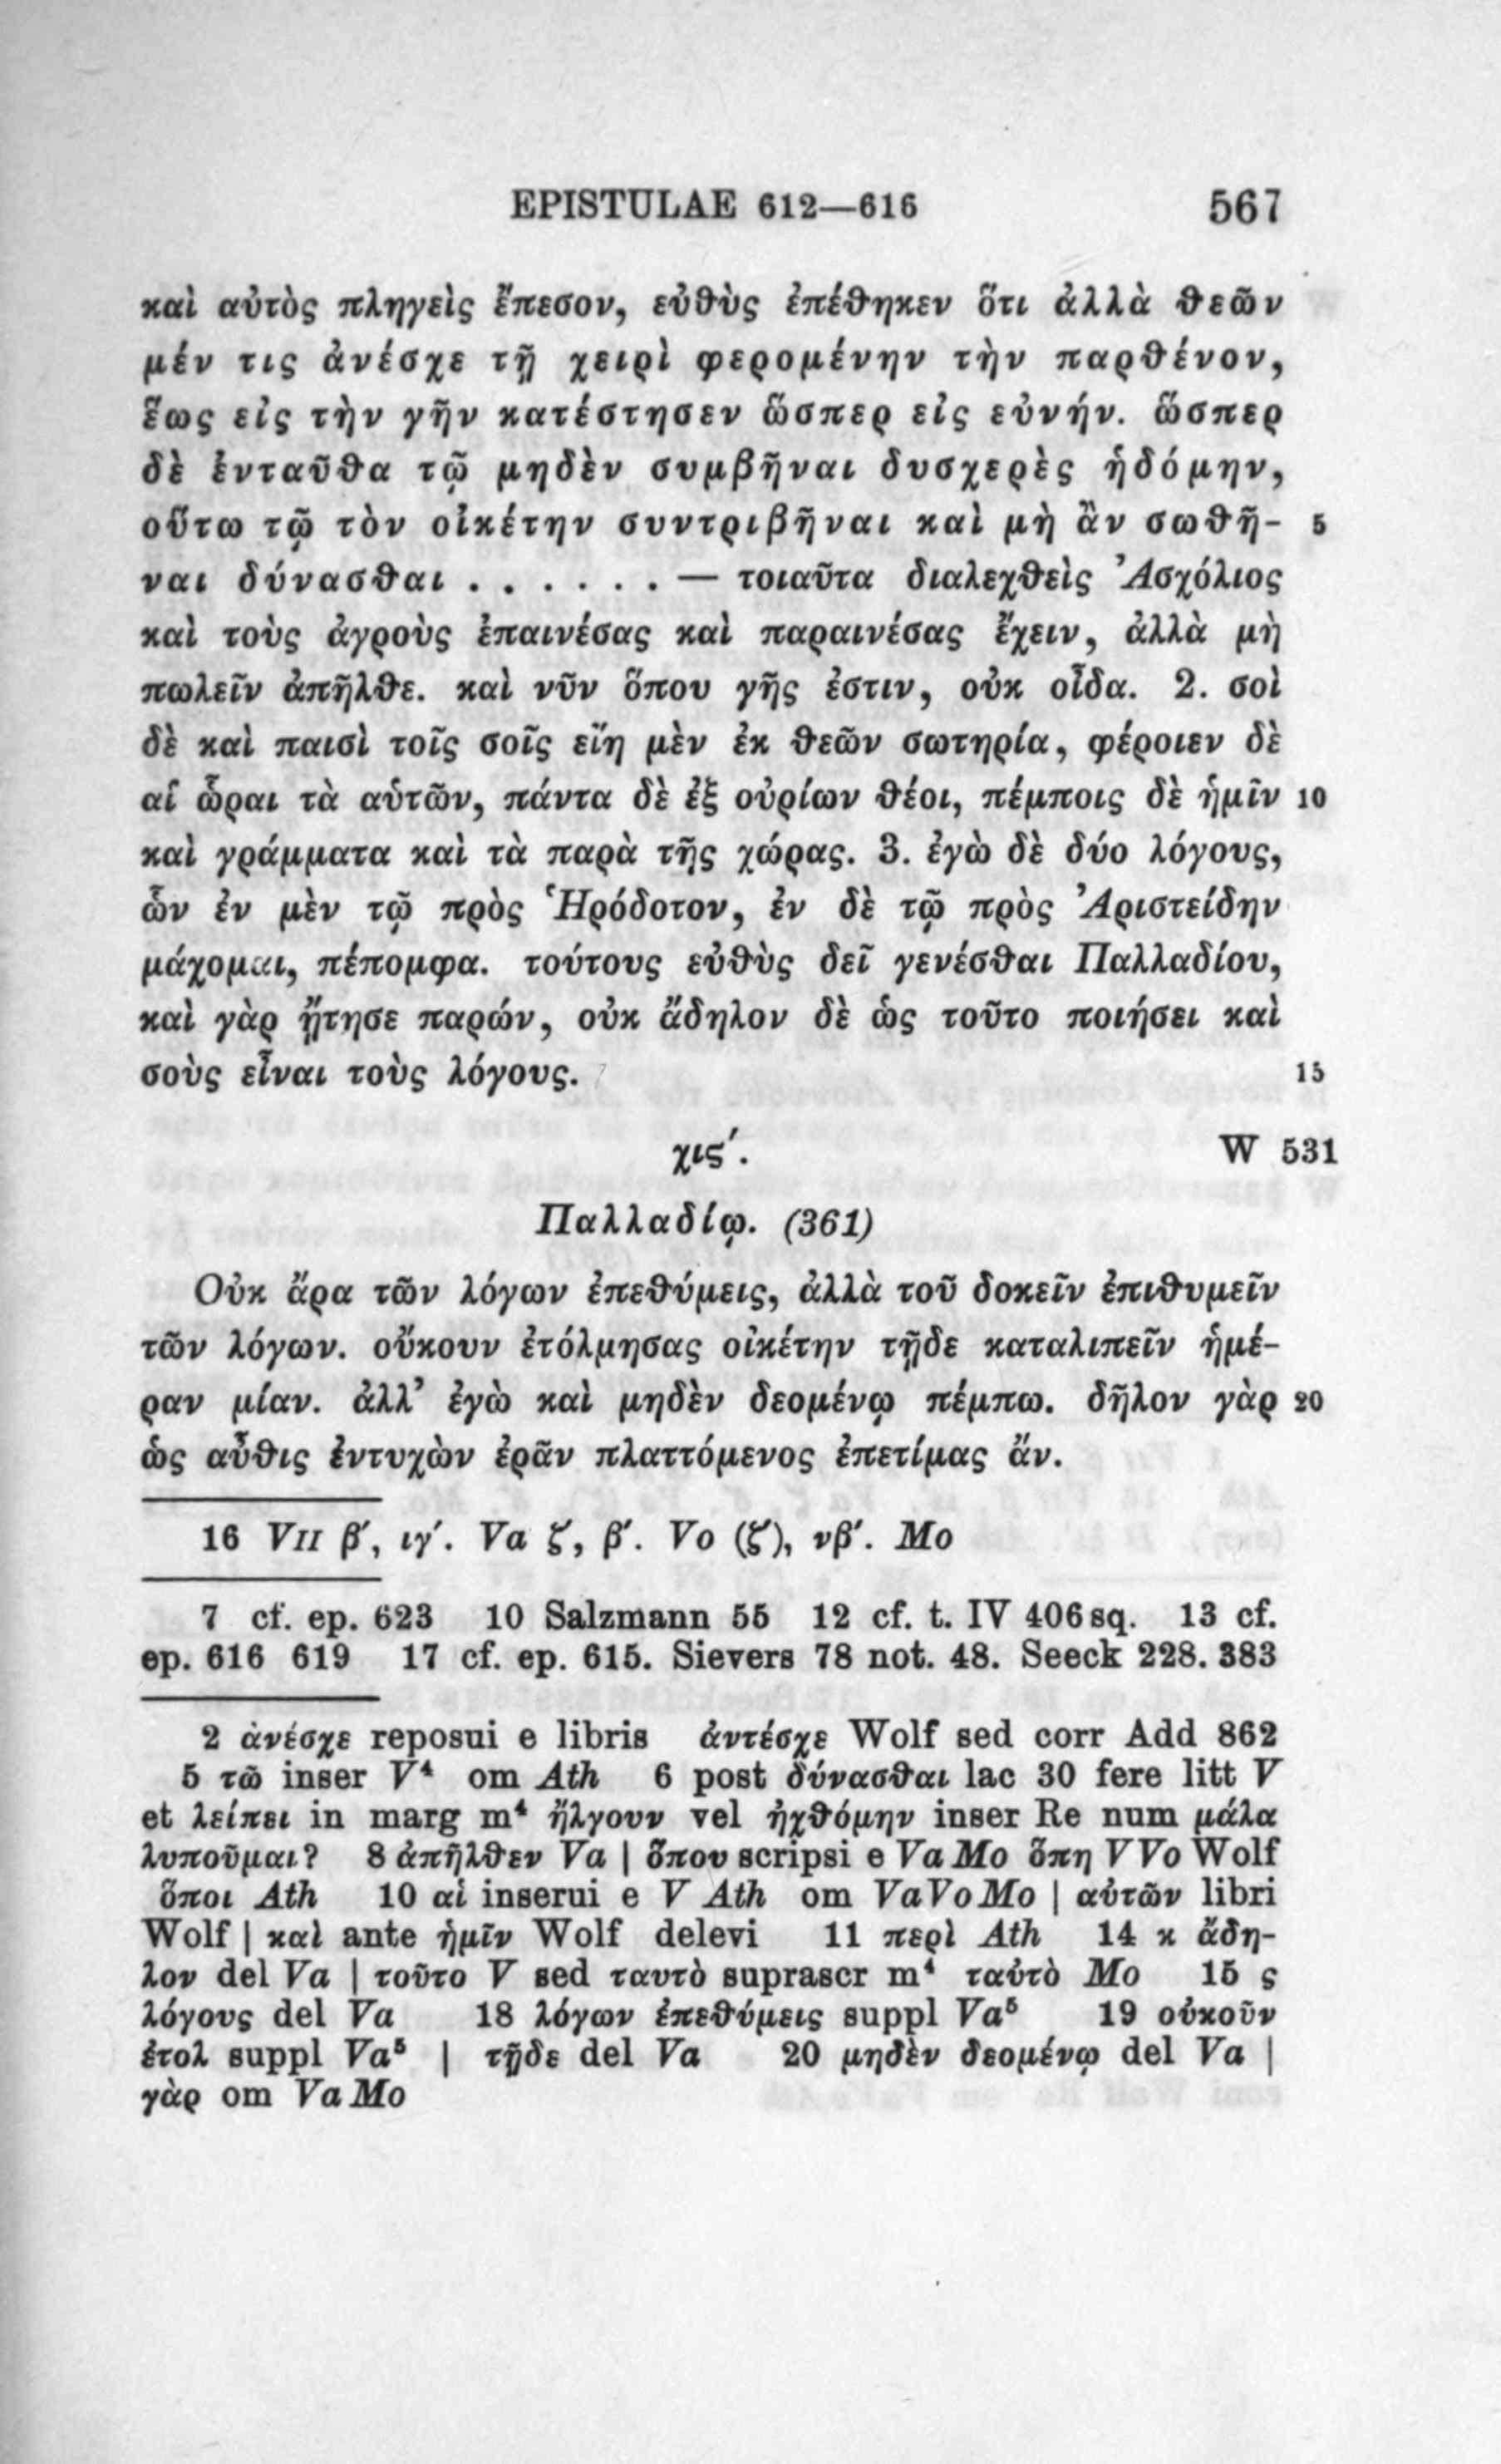 EPISTULAE 612—616 567
καὶ αὐτὸς πληγεὶς ἔπεσον, εὐθὺς ἐπέθηκεν ὅτι ἀλλὰ θεῶν
μέν τις ἀνέσχε τῇ χειρὶ φερομένην τὴν παρθένον,
ἕως εἰς τὴν γῆν κατέστησεν ὥσπερ εἰς εὐνήν. ὥσπερ
δὲ ἐνταῦθα τῷ μηδὲν συμβῆναι δυσχερὲς ἡδόμην,
οὕτω τῷ τὸν οἰκέτην συντριβῆναι καὶ μὴ ἂν σωθῆ- 5
ναι δύνασθαι . . . . . . — τοιαῦτα διαλεχθεὶς Ἀσχόλιος
καὶ τοὺς ἀγροὺς ἐπαινέσας καὶ παραινέσας ἔχειν, ἀλλὰ μὴ
πωλεῖν ἀπῆλθε. καὶ νῦν ὅπου γῆς ἐστιν, οὐκ οἶδα. 2. σοὶ
δὲ καὶ παισὶ τοῖς σοῖς εἴη μὲν ἐκ θεῶν σωτηρία, φέροιεν δὲ
αἱ ὧραι τὰ αὑτῶν, πάντα δὲ ἐξ οὐρίων θέοι, πέμποις δὲ ἡμῖν 10
καὶ γράμματα καὶ τὰ παρὰ τῆς χώρας. 3. ἐγὼ δὲ δύο λόγους,
ὧν ἐν μὲν τῷ πρὸς Ἡρόδοτον, ἐν δὲ τῷ πρὸς Ἀριστείδην
μάχομαι, πέπομφα. τούτους εὐθὺς δεῖ γενέσθαι Παλλαδίου,
καὶ γὰρ ᾔτησε παρών, οὐκ ἄδηλον δὲ ὡς τοῦτο ποιήσει καὶ
σοὺς εἶναι τοὺς λόγους. 15
χις΄. W 531
Παλλαδίῳ. (361)
Οὐκ ἄρα τῶν λόγων ἐπεθύμεις, ἀλλὰ τοῦ δοκεῖν ἐπιθυμεῖν
τῶν λόγων. οὔκουν ἐτόλμησας οἰκέτην τῇδε καταλιπεῖν ἡμέ-
ραν μίαν. ἀλλ’ ἐγὼ καὶ μηδὲν δεομένῳ πέμπω. δῆλον γὰρ 20
ὡς αὖθις ἐντυχὼν ἐρᾶν πλαττόμενος ἐπετίμας ἄν.
16 VII β΄, ιγ΄. Va ζ΄, β΄. Vo (ζ΄), νβ΄. Mo
7 cf. ep. 623 10 Salzmann 55 12 cf. t. IV 406 sq. 13 cf.
ep. 616 619 17 cf. ep. 615. Sievers 78 not. 48. Seeck 228. 383
2 ἀνέσχε reposui e libris ἀντέσχε Wolf sed corr Add 862
5 τῶ inser V⁴ om Ath 6 post δύνασθαι lac 30 fere litt V
et λείπει in marg m⁴ ἤλγουν vel ἠχθόμην inser Re num μάλα
λυποῦμαι? 8 ἀπῆλθεν Va | ὅπου scripsi e Va Mo ὅπη V Vo Wolf
ὅποι Ath 10 αἱ inserui e V Ath om Va Vo Mo | αὐτῶν libri
Wolf | καὶ ante ἡμῖν Wolf delevi 11 περὶ Ath 14 κ ἄδη-
λον del Va | τοῦτο V sed ταυτὸ suprascr m⁴ ταὐτὸ Mo 15 ς
λόγους del Va 18 λόγων ἐπεθύμεις suppl Va⁵ 19 οὐκοῦν
ἐτολ suppl Va⁵ | τῇδε del Va 20 μηδὲν δεομένῳ del Va |
γὰρ om Va Mo